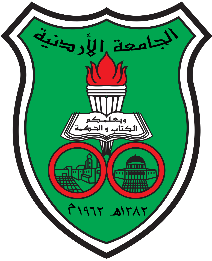 الجامعة الأردنية
ويعلمكم
الكتاب والحكمة
١٣٨٢هـ ١٩٦٢م